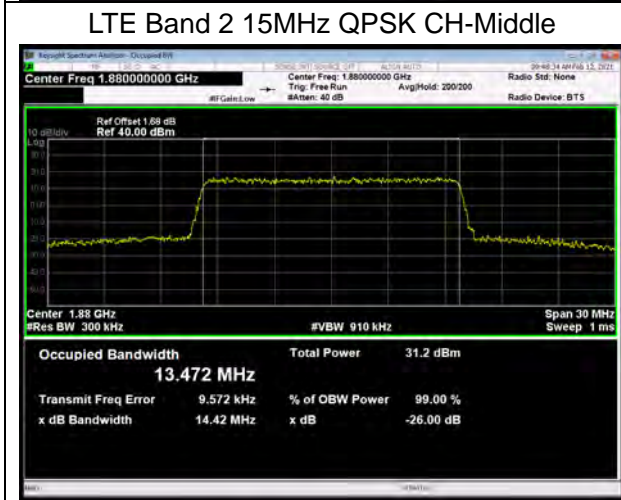 LTE Band 2 15MHz QPSK CH-Middle
Keysight Spectrum Analyzer - Occupied BW
Center Freq 1.880000000 GHz
Center Freq: 1.880000000 GHz
Radio Std: None
Trig: Free Run
Avg|Hold: 200/200
#IFGain:Low
#Atten: 40 dB
Radio Device: BTS
Ref Offset 1.68 dB
10 dB/div
Ref 40.00 dBm
Log
Center 1.88 GHz
Span 30 MHz
#Res BW 300 kHz
#VBW 910 kHz
Sweep 1 ms
Occupied Bandwidth
Total Power
31.2 dBm
13.472 MHz
Transmit Freq Error
9.572 kHz
% of OBW Power
99.00 %
x dB Bandwidth
14.42 MHz
x dB
-26.00 dB